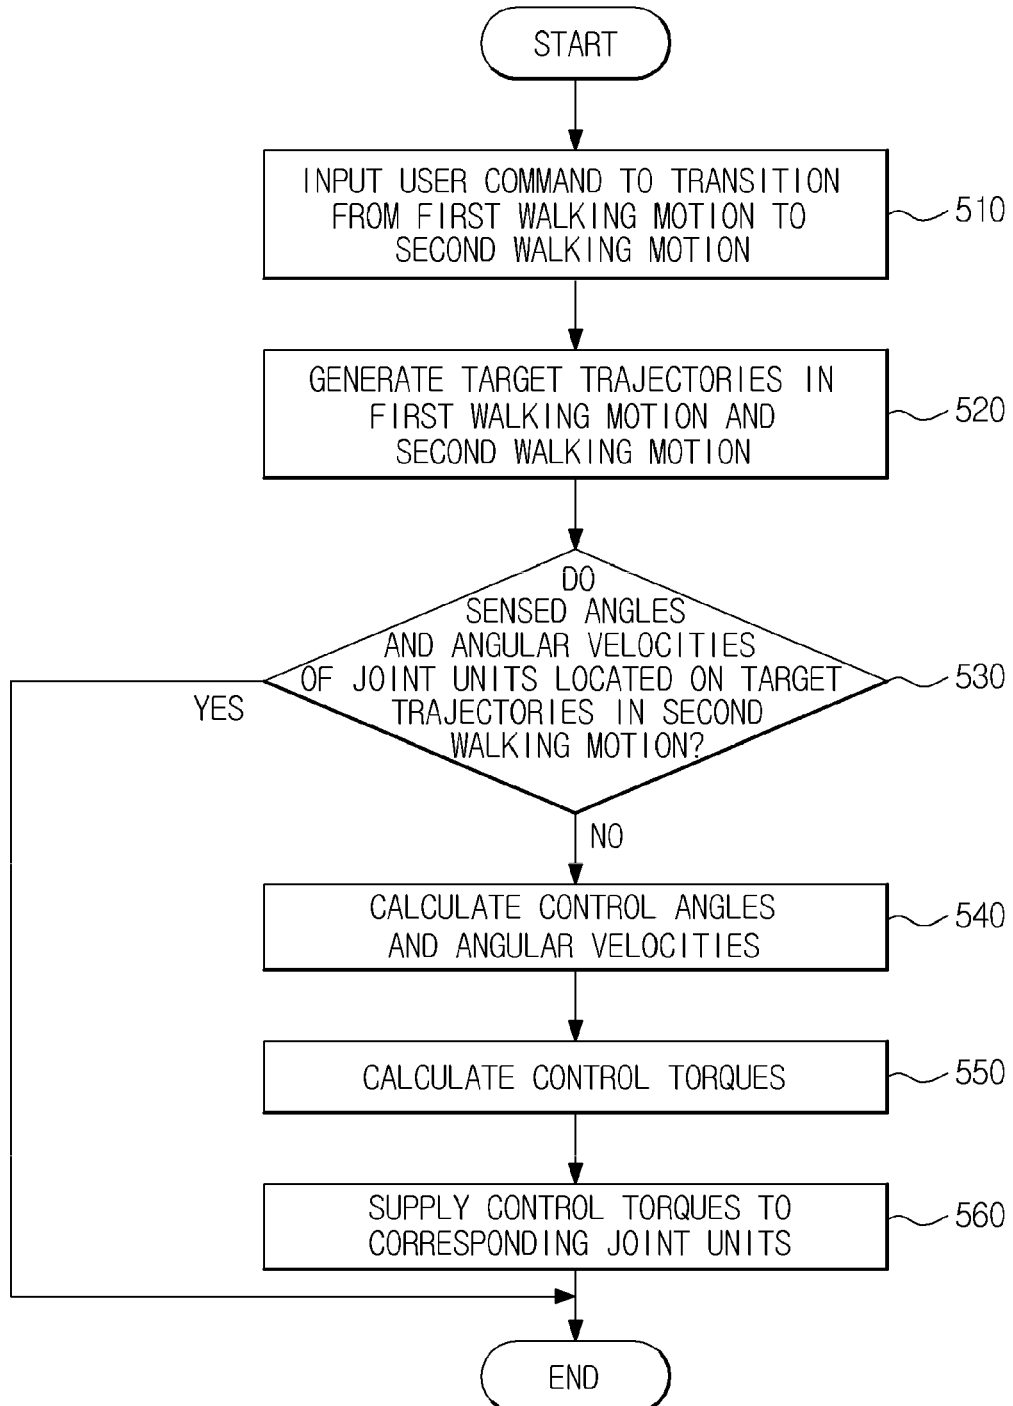 START
INPUT USER COMMAND TO TRANSITION
FROM FIRST WALKING MOTION TO
SECOND WALKING MOTION
510
GENERATE TARGET TRAJECTORIES IN
FIRST WALKING MOTION AND
SECOND WALKING MOTION
520
DO
SENSED ANGLES
AND ANGULAR VELOCITIES
OF JOINT UNITS LOCATED ON TARGET
TRAJECTORIES IN SECOND
WALKING MOTION?
530
YES
NO
CALCULATE CONTROL ANGLES
AND ANGULAR VELOCITIES
540
CALCULATE CONTROL TORQUES
550
SUPPLY CONTROL TORQUES TO
CORRESPONDING JOINT UNITS
560
END